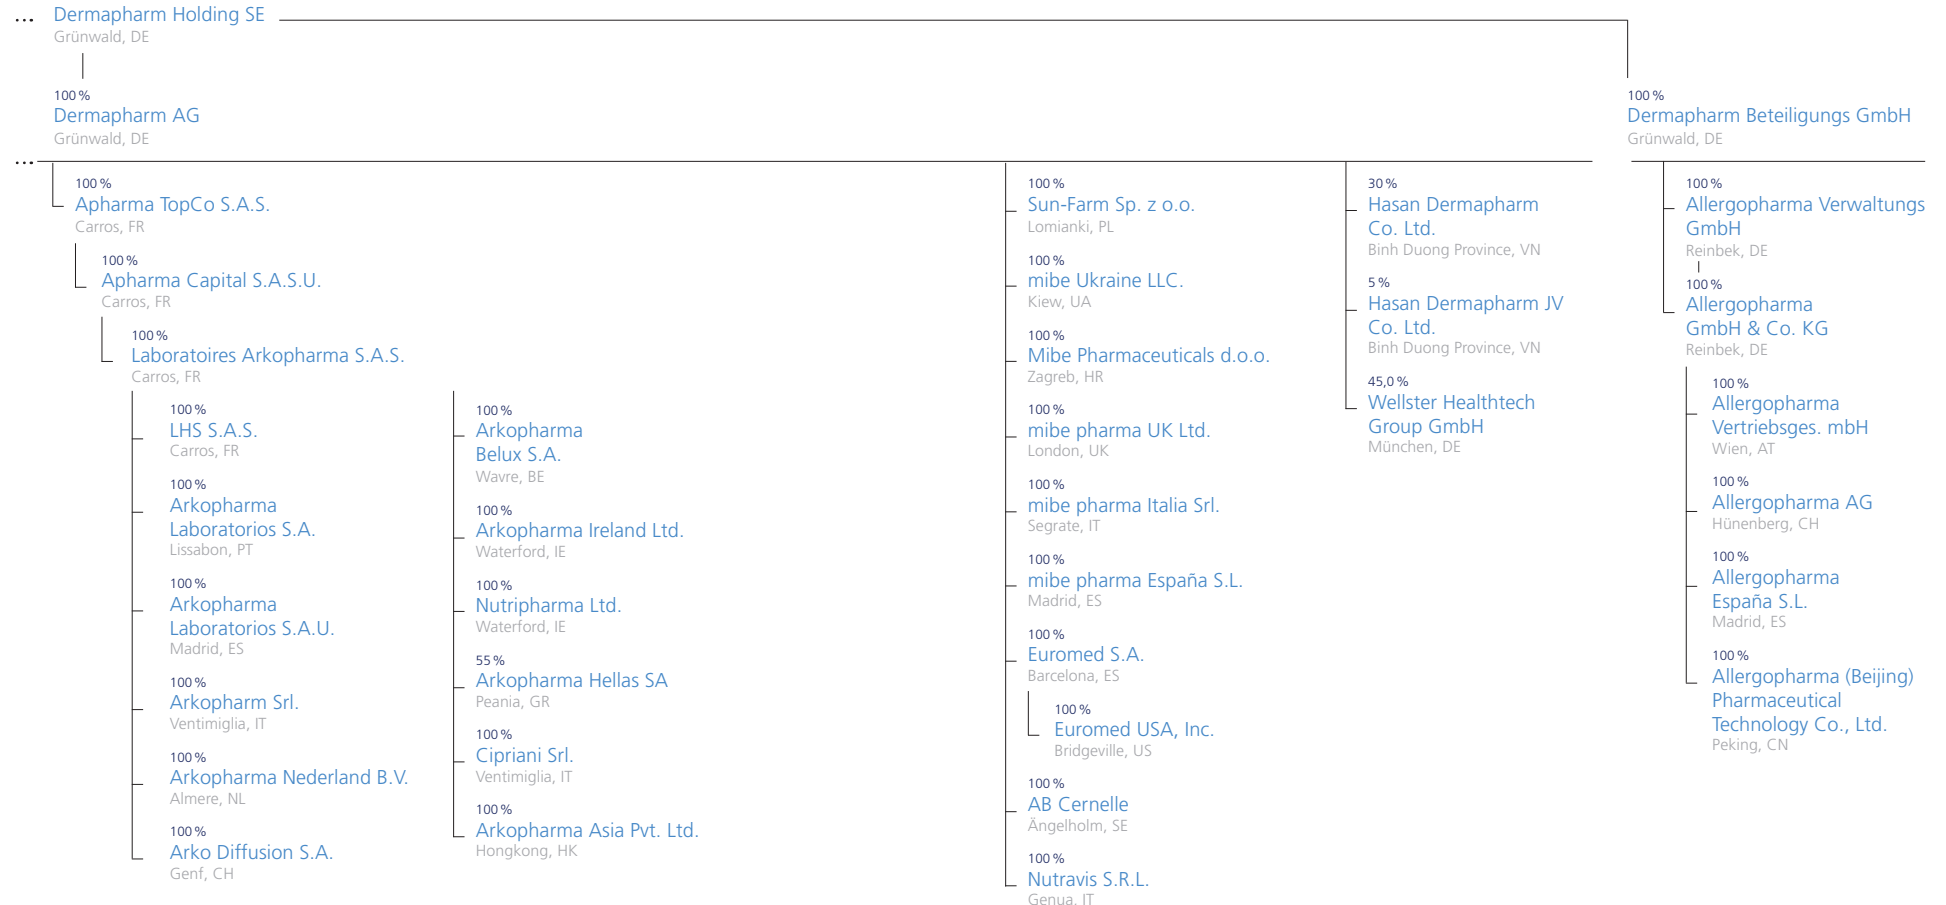 ... Dermapharm Holding SE
Grünwald, DE
100 %
Dermapharm AG
Grünwald, DE
100 %
Dermapharm Beteiligungs GmbH
Grünwald, DE
...
100 %
Apharma TopCo S.A.S.
Carros, FR
100 %
Apharma Capital S.A.S.U.
Carros, FR
100 %
Laboratoires Arkopharma S.A.S.
Carros, FR
100 %
LHS S.A.S.
Carros, FR
100 %
Arkopharma
Laboratorios S.A.
Lissabon, PT
100 %
Arkopharma
Laboratorios S.A.U.
Madrid, ES
100 %
Arkopharm Srl.
Ventimiglia, IT
100 %
Arkopharma Nederland B.V.
Almere, NL
100 %
Arko Diffusion S.A.
Genf, CH
100 %
Arkopharma
Belux S.A.
Wavre, BE
100 %
Arkopharma Ireland Ltd.
Waterford, IE
100 %
Nutripharma Ltd.
Waterford, IE
55 %
Arkopharma Hellas SA
Peania, GR
100 %
Cipriani Srl.
Ventimiglia, IT
100 %
Arkopharma Asia Pvt. Ltd.
Hongkong, HK
100 %
Sun-Farm Sp. z o.o.
Lomianki, PL
100 %
mibe Ukraine LLC.
Kiew, UA
100 %
Mibe Pharmaceuticals d.o.o.
Zagreb, HR
100 %
mibe pharma UK Ltd.
London, UK
100 %
mibe pharma Italia Srl.
Segrate, IT
100 %
mibe pharma España S.L.
Madrid, ES
100 %
Euromed S.A.
Barcelona, ES
100 %
Euromed USA, Inc.
Bridgeville, US
100 %
AB Cernelle
Ängelholm, SE
100 %
Nutravis S.R.L.
Genua, IT
30 %
Hasan Dermapharm
Co. Ltd.
Binh Duong Province, VN
5 %
Hasan Dermapharm JV
Co. Ltd.
Binh Duong Province, VN
45,0 %
Wellster Healthtech
Group GmbH
München, DE
100 %
Allergopharma Verwaltungs
GmbH
Reinbek, DE
100 %
Allergopharma
GmbH & Co. KG
Reinbek, DE
100 %
Allergopharma
Vertriebsges. mbH
Wien, AT
100 %
Allergopharma AG
Hünenberg, CH
100 %
Allergopharma
España S.L.
Madrid, ES
100 %
Allergopharma (Beijing)
Pharmaceutical
Technology Co., Ltd.
Peking, CN